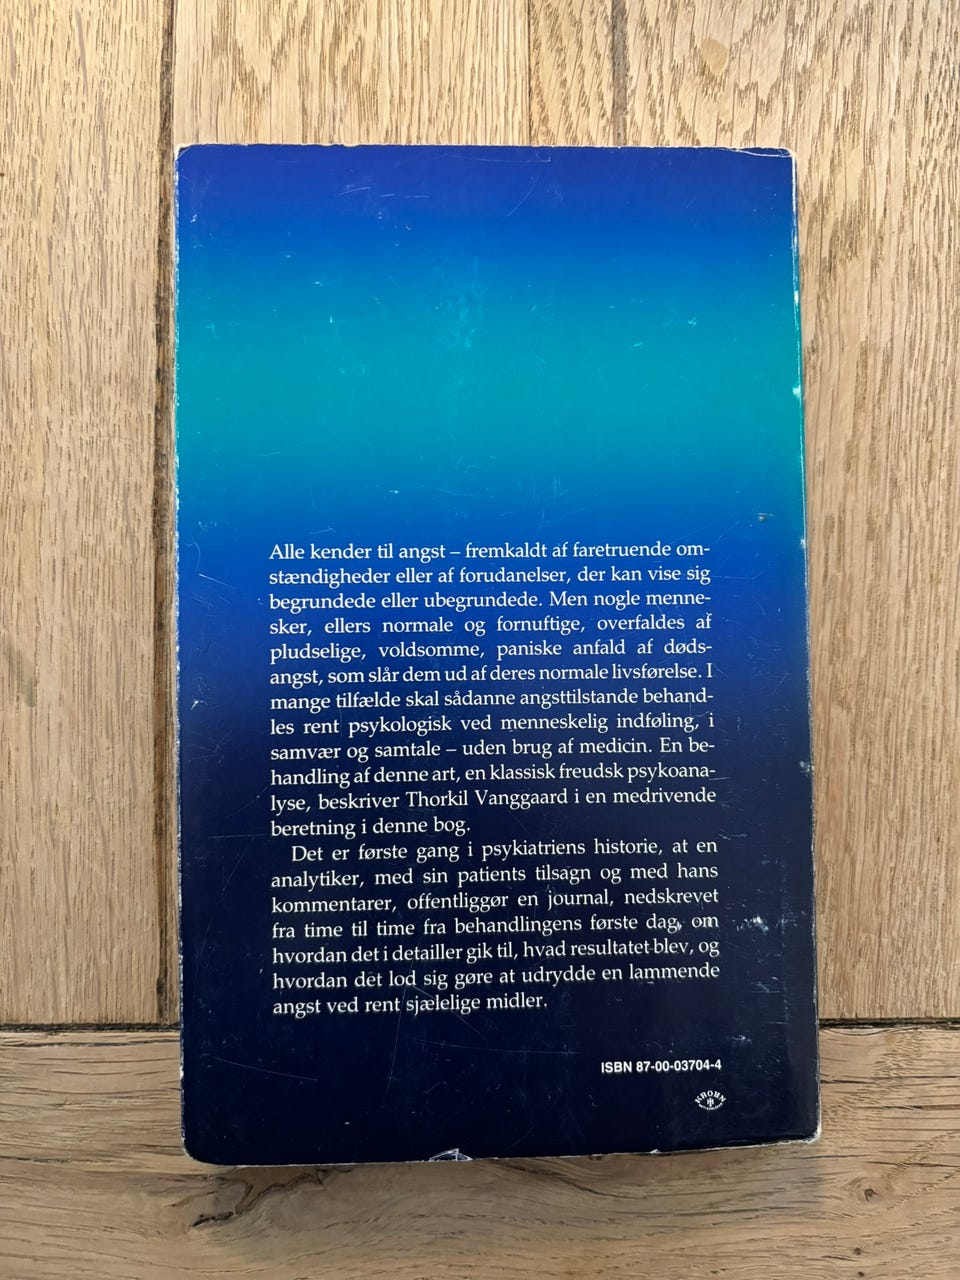 Alle kender til angst – fremkaldt af faretruende om-
stændigheder eller af forudanelser, der kan vise sig
begrundede eller ubegrundede. Men nogle menne-
sker, ellers normale og fornuftige, overfaldes af
pludselige, voldsomme, paniske anfald af døds-
angst, som slår dem ud af deres normale livsførelse. I
mange tilfælde skal sådanne angsttilstande behand-
les rent psykologisk ved menneskelig indføling, i
samvær og samtale – uden brug af medicin. En be-
handling af denne art, en klassisk freudsk psykoana-
lyse, beskriver Thorkil Vanggaard i en medrivende
beretning i denne bog.
Det er første gang i psykiatriens historie, at en
analytiker, med sin patients tilsagn og med hans
kommentarer, offentliggør en journal, nedskrevet
fra time til time fra behandlingens første dag, om
hvordan det i detailler gik til, hvad resultatet blev, og
hvordan det lod sig gøre at udrydde en lammende
angst ved rent sjælelige midler.
ISBN 87-00-03704-4
KROHN